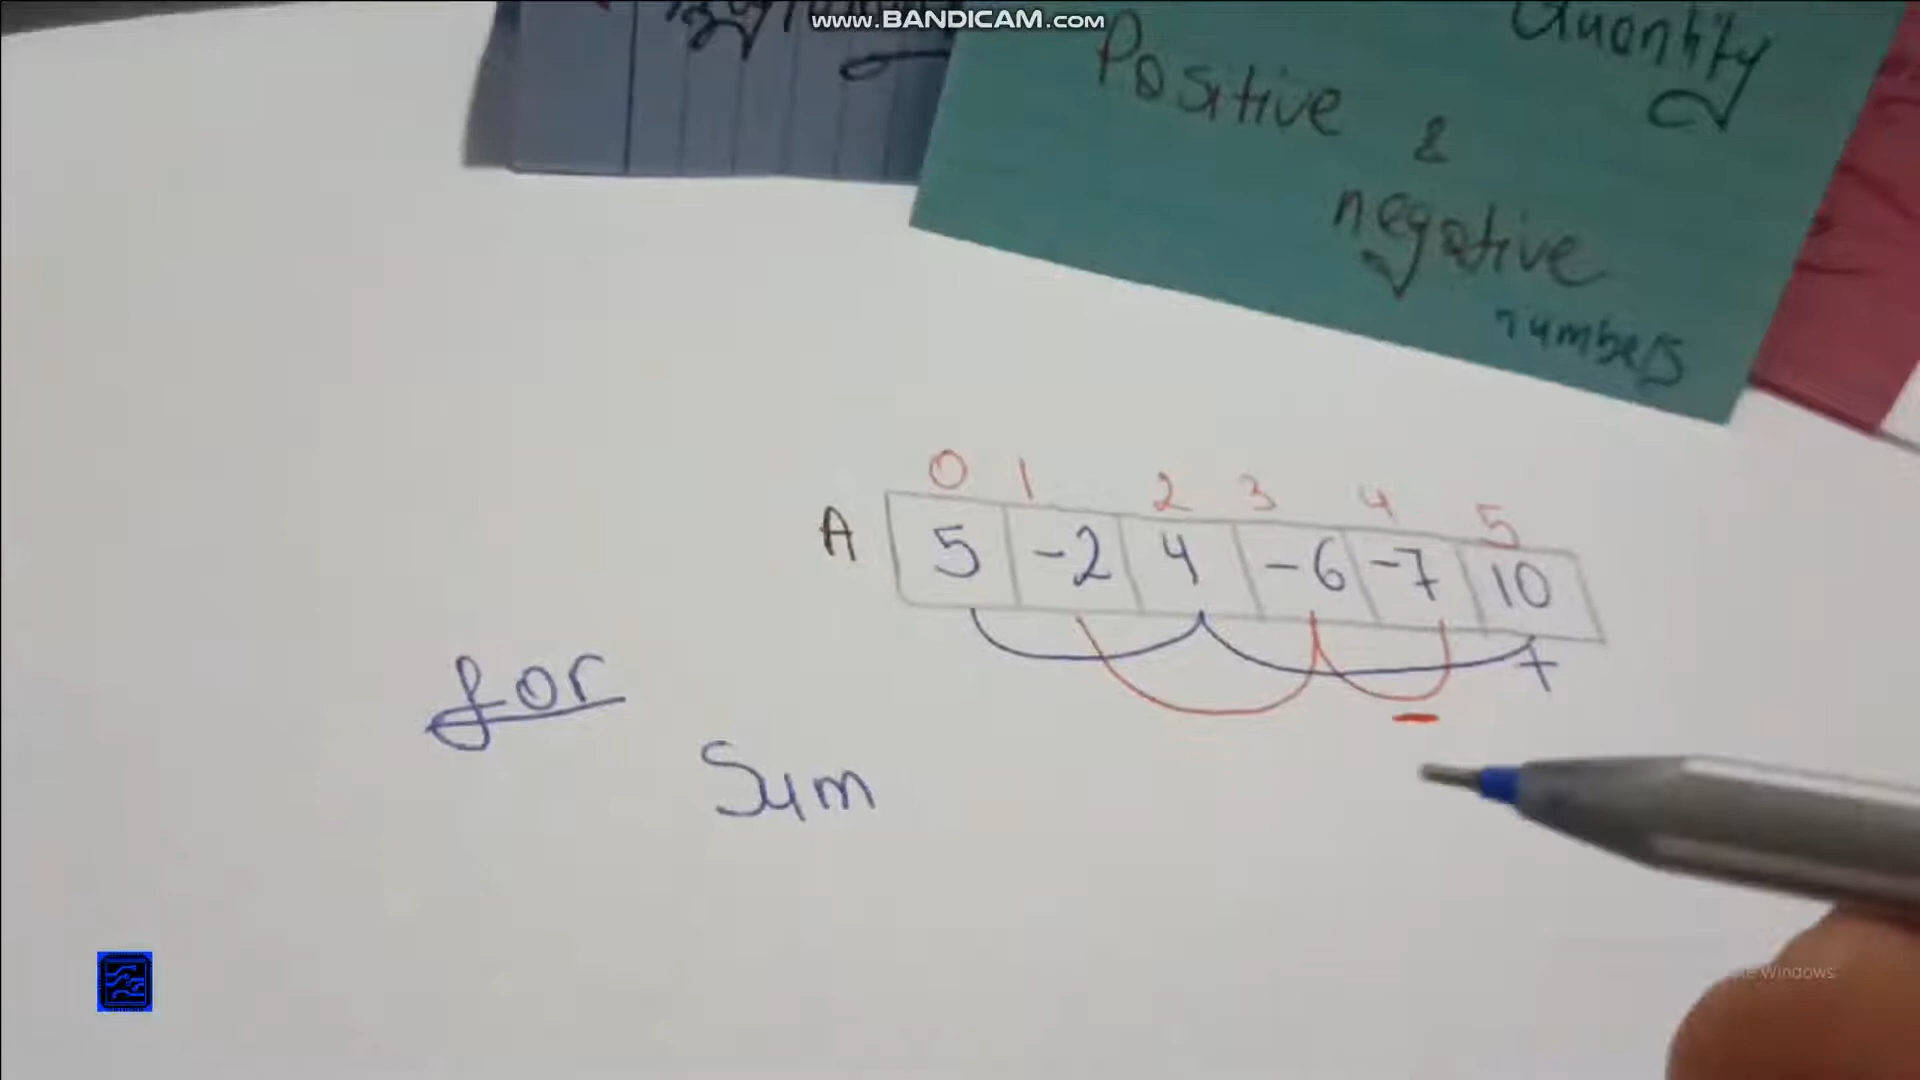 www.BANDICAM.com
Quantity
Positive
&
negative
numbers
0 1 2 3 4 5
A 5 -2 4 -6 -7 10
+
-
for
Sum
Windows